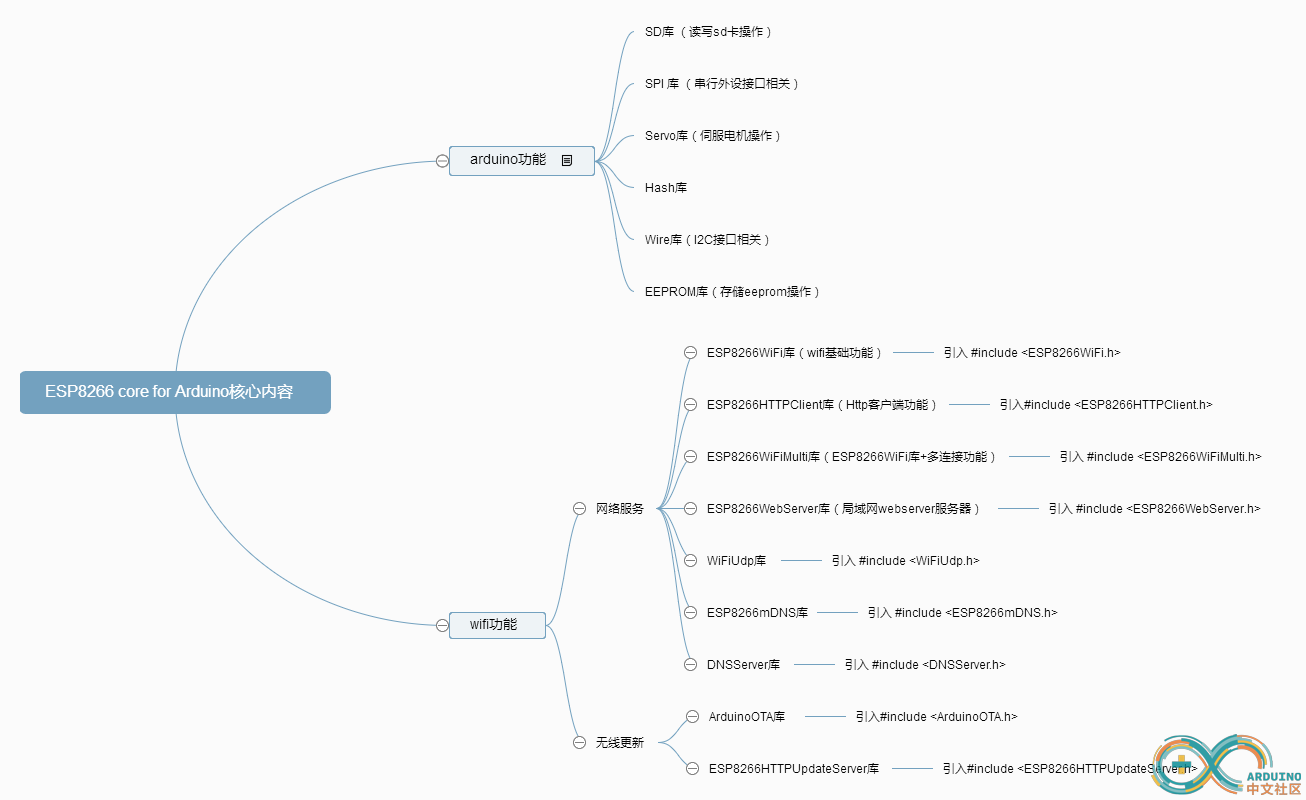 ESP8266 core for Arduino核心内容
arduino功能
SD库（读写sd卡操作）
SPI 库 （串行外设接口相关）
Servo库（伺服电机操作）
Hash库
Wire库（I2C接口相关）
EEPROM库（存储eeprom操作）
wifi功能
网络服务
ESP8266WiFi库（wifi基础功能） 引入 #include <ESP8266WiFi.h>
ESP8266HTTPClient库（Http客户端功能） 引入#include <ESP8266HTTPClient.h>
ESP8266WiFiMulti库（ESP8266WiFi库+多连接功能） 引入 #include <ESP8266WiFiMulti.h>
ESP8266WebServer库（局域网webserver服务器） 引入 #include <ESP8266WebServer.h>
WiFiUdp库 引入 #include <WiFiUdp.h>
ESP8266mDNS库 引入 #include <ESP8266mDNS.h>
DNSServer库 引入 #include <DNSServer.h>
无线更新
ArduinoOTA库 引入#include <ArduinoOTA.h>
ESP8266HTTPUpdateServer库 引入#include <ESP8266HTTPUpdateServer.h>
ARDUINO
中文社区